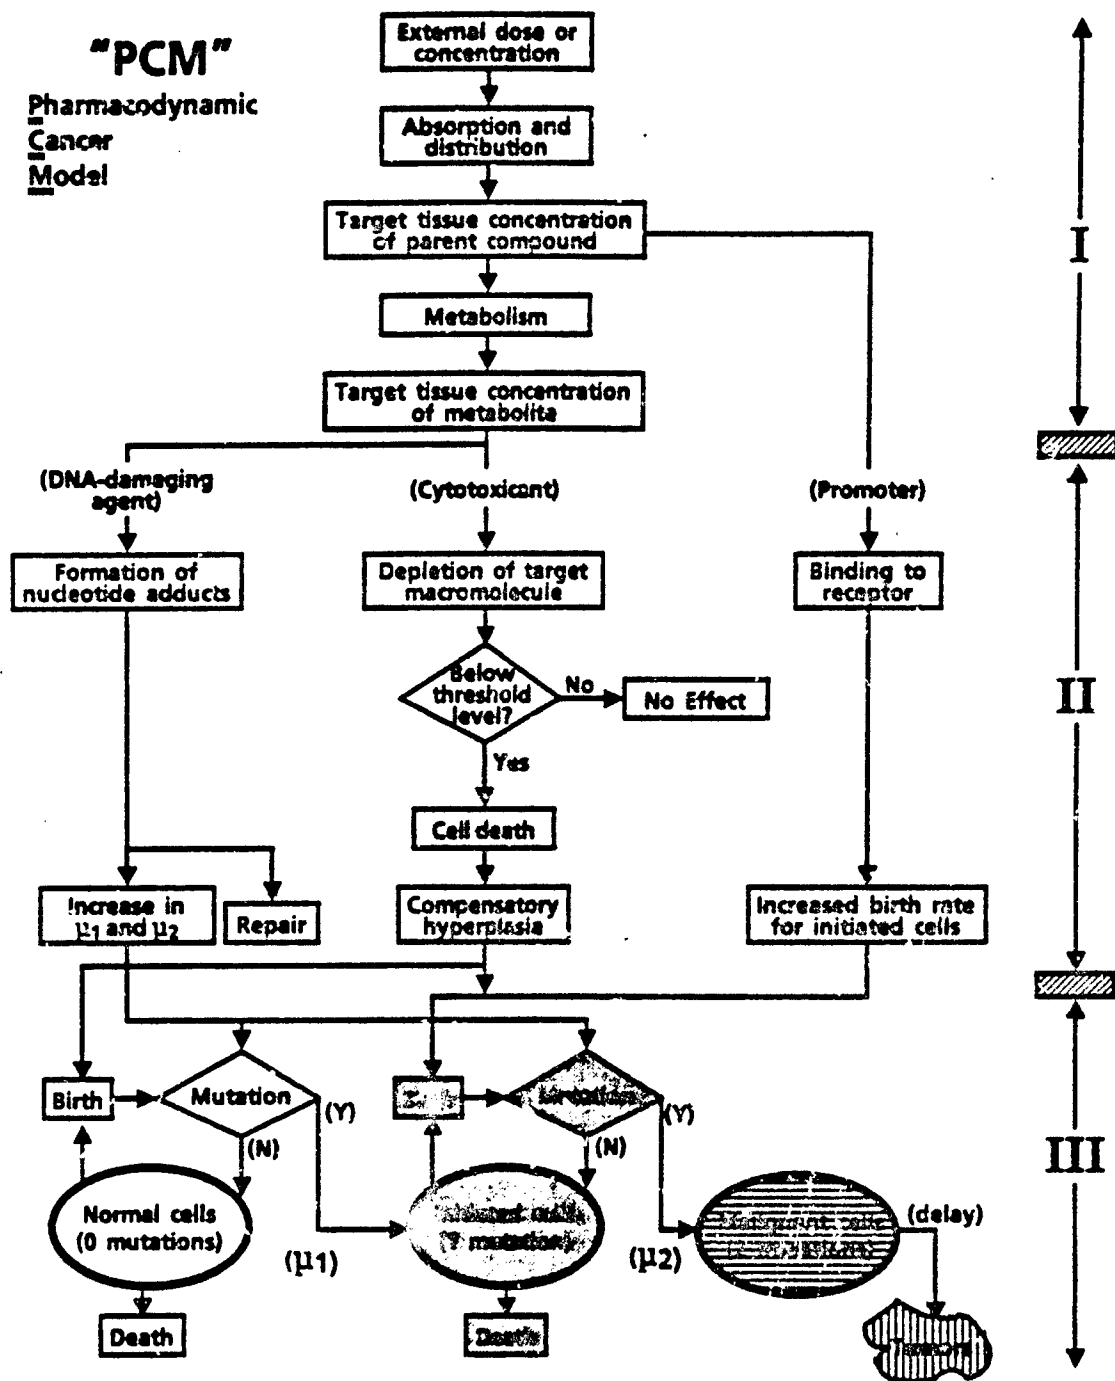 "PCM"
Pharmacodynamic
Cancer
Model
External dose or
concentration
Absorption and
distribution
Target tissue concentration
of parent compound
Metabolism
Target tissue concentration
of metabolite
I
(DNA-damaging
agent)
(Cytotoxicant)
(Promoter)
Formation of
nucleotide adducts
Depletion of target
macromolecule
Binding to
receptor
Below
threshold
level?
No
No Effect
Yes
II
Cell death
Increase in
μ1 and μ2
Repair
Compensatory
hyperplasia
Increased birth rate
for initiated cells
Birth
Mutation
(Y)
(N)
(Y)
(N)
III
Normal cells
(0 mutations)
(μ1)
(μ2)
(delay)
Death
Death